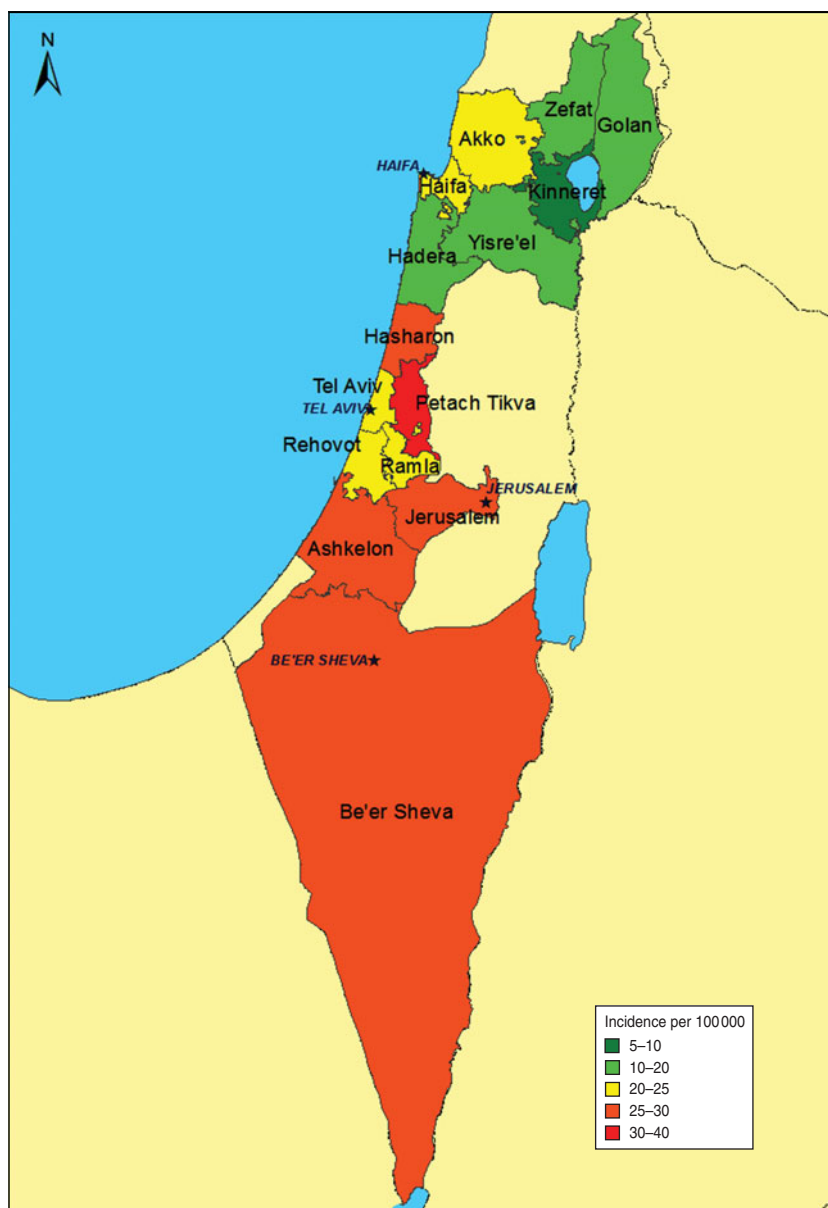 N
Zefat
Golan
Akko
HAIFA
Haifa
Kinneret
Yisre'el
Hadera
Hasharon
Tel Aviv
TEL AVIV
Petach Tikva
Rehovot
Ramla
JERUSALEM
Jerusalem
Ashkelon
BE'ER SHEVA
Be'er Sheva
Incidence per 100 000
5–10
10–20
20–25
25–30
30–40